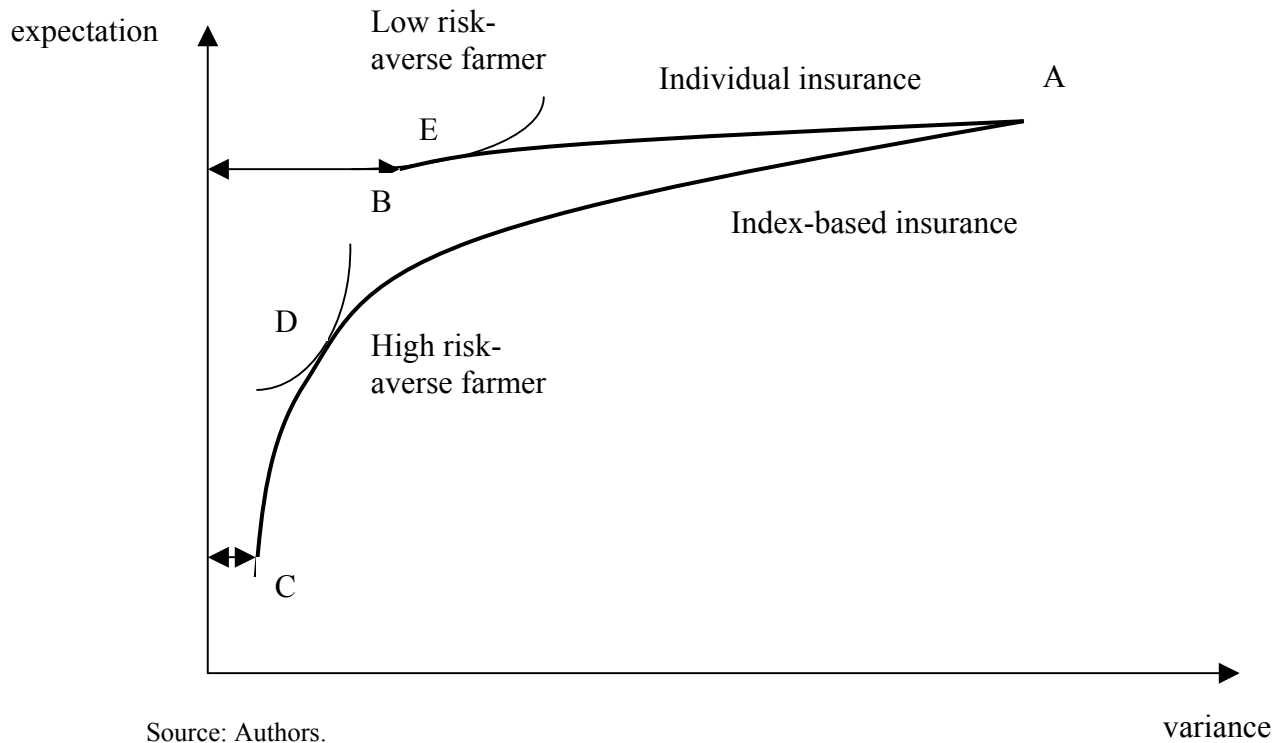 expectation
Low risk-
averse farmer
Individual insurance
A
E
B
Index-based insurance
D
High risk-
averse farmer
C
Source: Authors.
variance